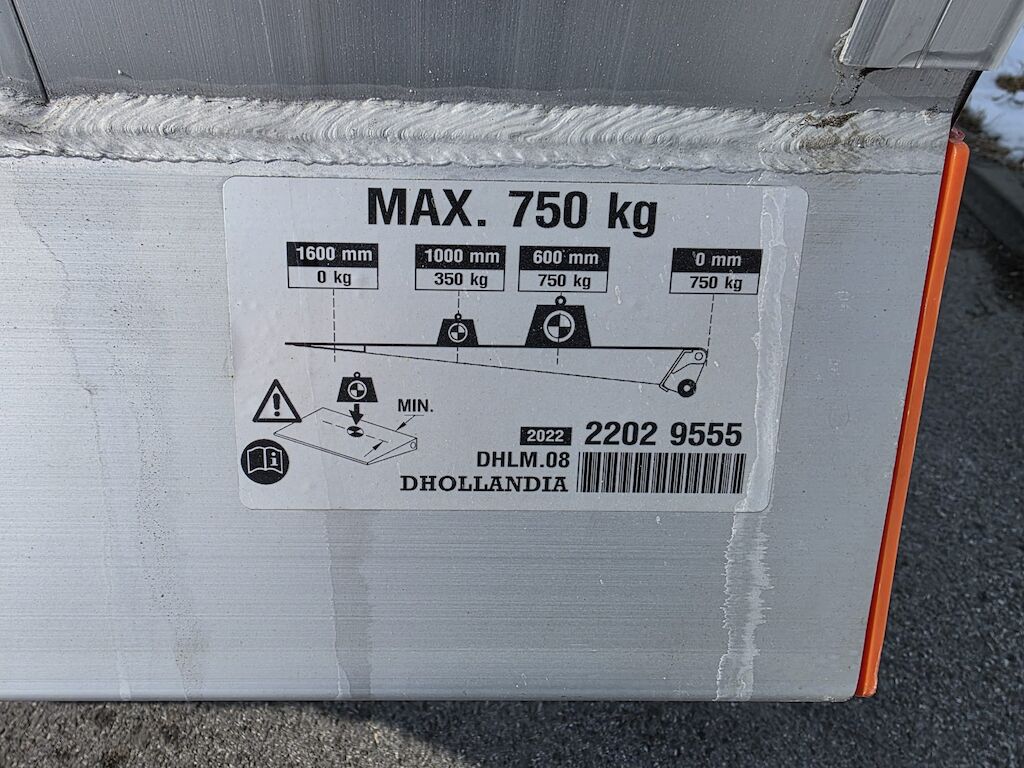 MAX. 750 kg
1600 mm 1000 mm 600 mm 0 mm
0 kg 350 kg 750 kg 750 kg
MIN.
2022 2202 9555
DHLM.08
DHOLLANDIA